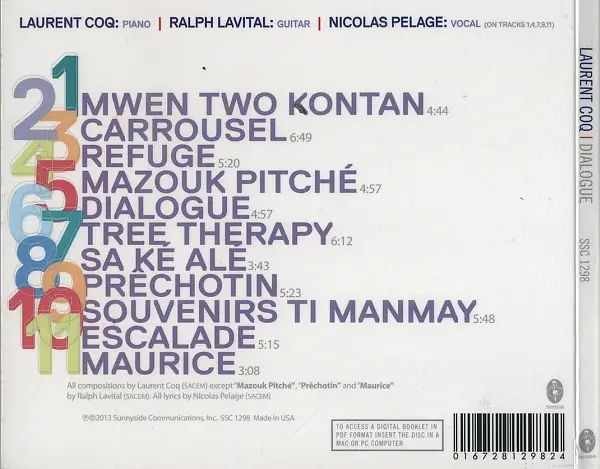 LAURENT COQ: PIANO | RALPH LAVITAL: GUITAR | NICOLAS PELAGE: VOCAL (ON TRACKS 1,4,7,9,11)
1 MWEN TWO KONTAN 4:44
2 CARROUSEL 6:49
3 REFUGE 5:20
4 MAZOUK PITCHÉ 4:57
5 DIALOGUE 4:57
6 TREE THERAPY 6:12
7 SA KÉ ALÉ 3:43
8 PRÊCHOTIN 5:23
9 SOUVENIRS TI MANMAY 5:48
10 ESCALADE 5:15
11 MAURICE 3:08
All compositions by Laurent Coq (SACEM) except "Mazouk Pitché", "Prêchotin" and "Maurice"
by Ralph Lavital (SACEM). All lyrics by Nicolas Pelage (SACEM)
℗©2013 Sunnyside Communications, Inc. SSC 1298 Made in USA
TO ACCESS A DIGITAL BOOKLET IN
PDF FORMAT INSERT THE DISC IN A
MAC OR PC COMPUTER
016728129824
LAURENT COQ | DIALOGUE SSC 1298